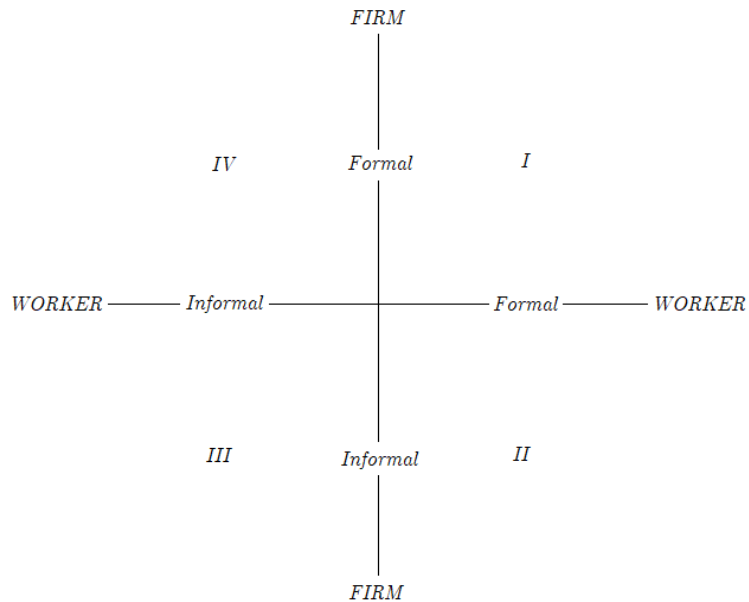 FIRM
IV Formal I
WORKER Informal Formal WORKER
III Informal II
FIRM